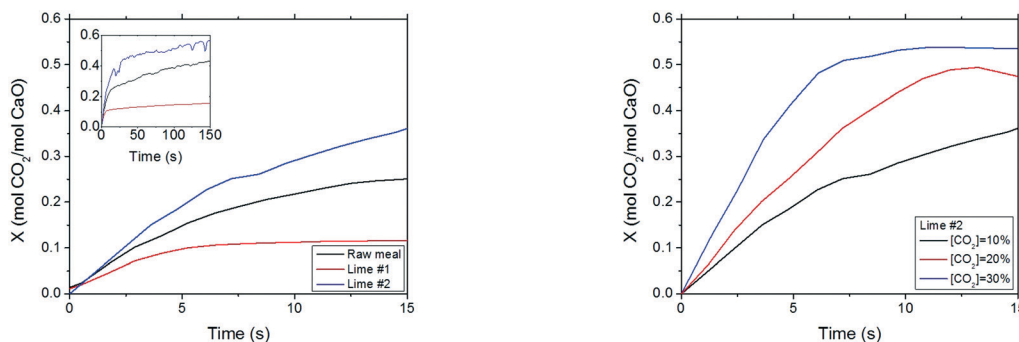 0.6
0.5
0.4
0.3
0.2
0.1
0.0
X (mol CO₂/mol CaO)
0 5 10 15
Time (s)
0.6
0.4
0.2
0.0
0 50 100 150
Time (s)
Raw meal
Lime #1
Lime #2
0.6
0.5
0.4
0.3
0.2
0.1
0.0
X (mol CO₂/mol CaO)
0 5 10 15
Time (s)
Lime #2
[CO₂]=10%
[CO₂]=20%
[CO₂]=30%